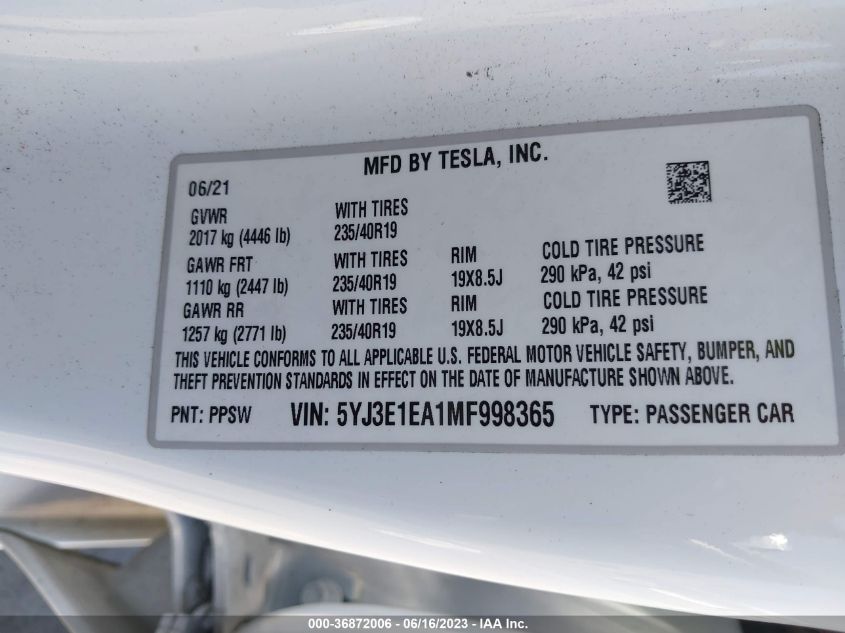 MFD BY TESLA, INC.
06/21
GVWR WITH TIRES
2017 kg (4446 lb) 235/40R19
GAWR FRT WITH TIRES RIM COLD TIRE PRESSURE
1110 kg (2447 lb) 235/40R19 19X8.5J 290 kPa, 42 psi
GAWR RR WITH TIRES RIM COLD TIRE PRESSURE
1257 kg (2771 lb) 235/40R19 19X8.5J 290 kPa, 42 psi
THIS VEHICLE CONFORMS TO ALL APPLICABLE U.S. FEDERAL MOTOR VEHICLE SAFETY, BUMPER, AND
THEFT PREVENTION STANDARDS IN EFFECT ON THE DATE OF MANUFACTURE SHOWN ABOVE.
PNT: PPSW VIN: 5YJ3E1EA1MF998365 TYPE: PASSENGER CAR
000-36872006 - 06/16/2023 - IAAI.com